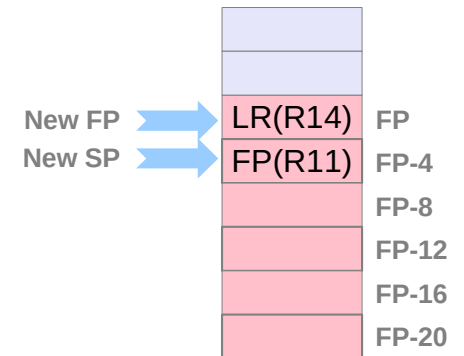 New FP LR(R14) FP
New SP FP(R11) FP-4
FP-8
FP-12
FP-16
FP-20